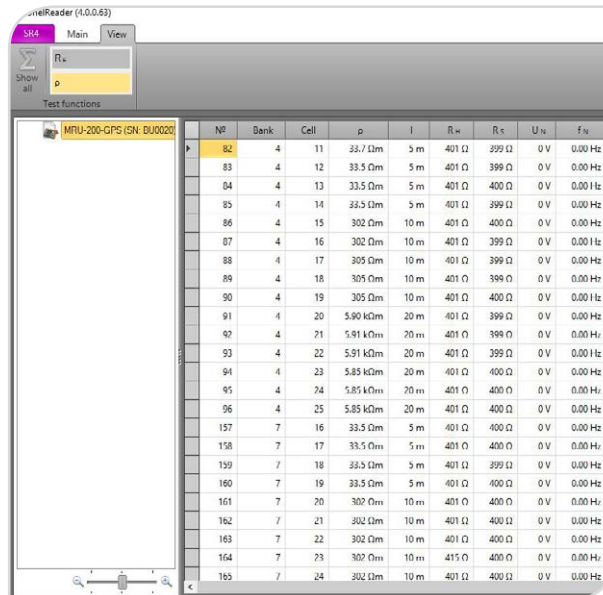 onelReader (4.0.0.63)
SR4 Main View
Σ
Show all
R E
ρ
Test functions
MRU-200-GPS (SN: BU0020
Nº Bank Cell ρ l R H R S U N f N
82 4 11 33.7 Ωm 5 m 401 Ω 399 Ω 0 V 0.00 Hz
83 4 12 33.5 Ωm 5 m 401 Ω 399 Ω 0 V 0.00 Hz
84 4 13 33.5 Ωm 5 m 401 Ω 400 Ω 0 V 0.00 Hz
85 4 14 33.5 Ωm 5 m 401 Ω 399 Ω 0 V 0.00 Hz
86 4 15 302 Ωm 10 m 401 Ω 400 Ω 0 V 0.00 Hz
87 4 16 302 Ωm 10 m 401 Ω 399 Ω 0 V 0.00 Hz
88 4 17 305 Ωm 10 m 401 Ω 399 Ω 0 V 0.00 Hz
89 4 18 305 Ωm 10 m 401 Ω 399 Ω 0 V 0.00 Hz
90 4 19 305 Ωm 10 m 401 Ω 400 Ω 0 V 0.00 Hz
91 4 20 5.90 kΩm 20 m 401 Ω 399 Ω 0 V 0.00 Hz
92 4 21 5.91 kΩm 20 m 401 Ω 399 Ω 0 V 0.00 Hz
93 4 22 5.91 kΩm 20 m 401 Ω 399 Ω 0 V 0.00 Hz
94 4 23 5.85 kΩm 20 m 401 Ω 400 Ω 0 V 0.00 Hz
95 4 24 5.85 kΩm 20 m 401 Ω 400 Ω 0 V 0.00 Hz
96 4 25 5.85 kΩm 20 m 401 Ω 400 Ω 0 V 0.00 Hz
157 7 16 33.5 Ωm 5 m 401 Ω 400 Ω 0 V 0.00 Hz
158 7 17 33.5 Ωm 5 m 401 Ω 400 Ω 0 V 0.00 Hz
159 7 18 33.5 Ωm 5 m 401 Ω 399 Ω 0 V 0.00 Hz
160 7 19 33.5 Ωm 5 m 401 Ω 400 Ω 0 V 0.00 Hz
161 7 20 302 Ωm 10 m 401 Ω 400 Ω 0 V 0.00 Hz
162 7 21 302 Ωm 10 m 401 Ω 400 Ω 0 V 0.00 Hz
163 7 22 302 Ωm 10 m 401 Ω 400 Ω 0 V 0.00 Hz
164 7 23 302 Ωm 10 m 415 Ω 400 Ω 0 V 0.00 Hz
165 7 24 302 Ωm 10 m 401 Ω 400 Ω 0 V 0.00 Hz